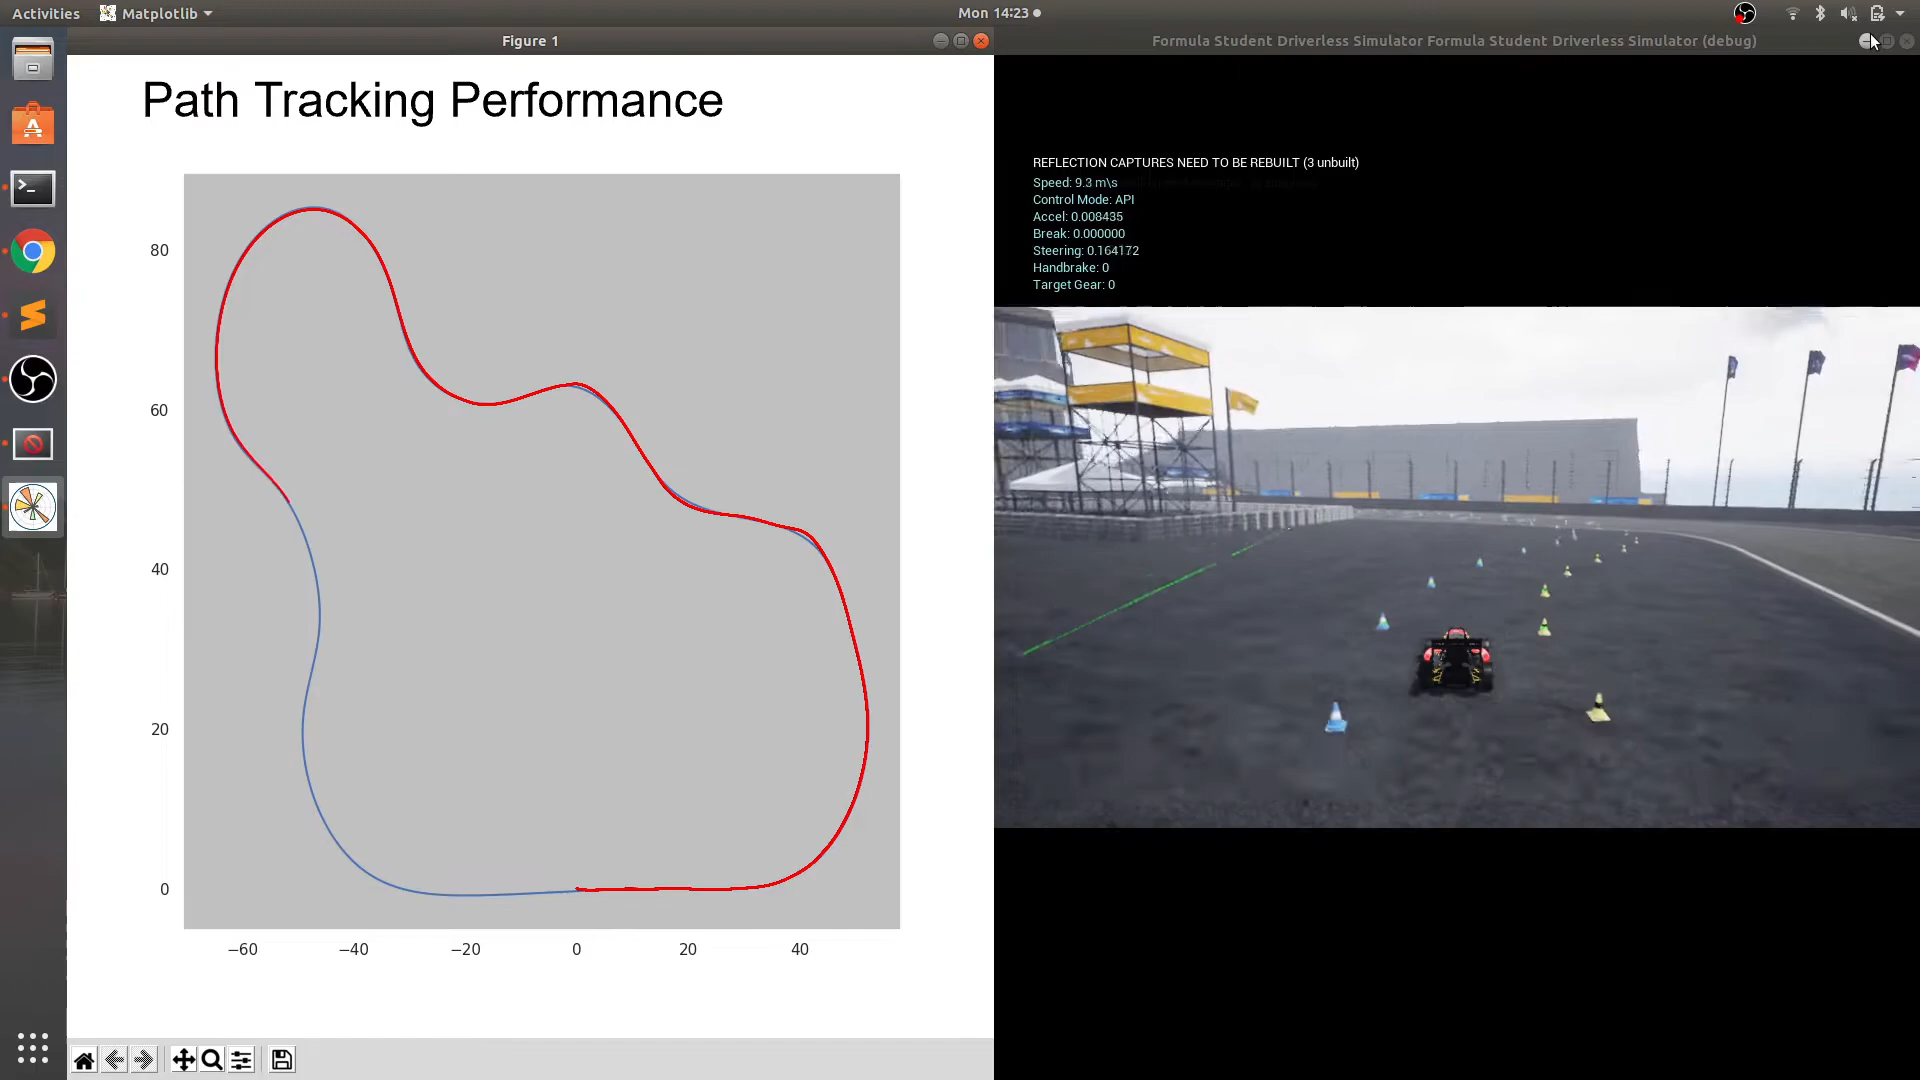 Activities
Matplotlib
Mon 14:23
Figure 1
Formula Student Driverless Simulator Formula Student Driverless Simulator (debug)
Path Tracking Performance
80
60
40
20
0
−60
−40
−20
0
20
40
REFLECTION CAPTURES NEED TO BE REBUILT (3 unbuilt)
Speed: 9.3 m\s
Control Mode: API
Accel: 0.008435
Break: 0.000000
Steering: 0.164172
Handbrake: 0
Target Gear: 0